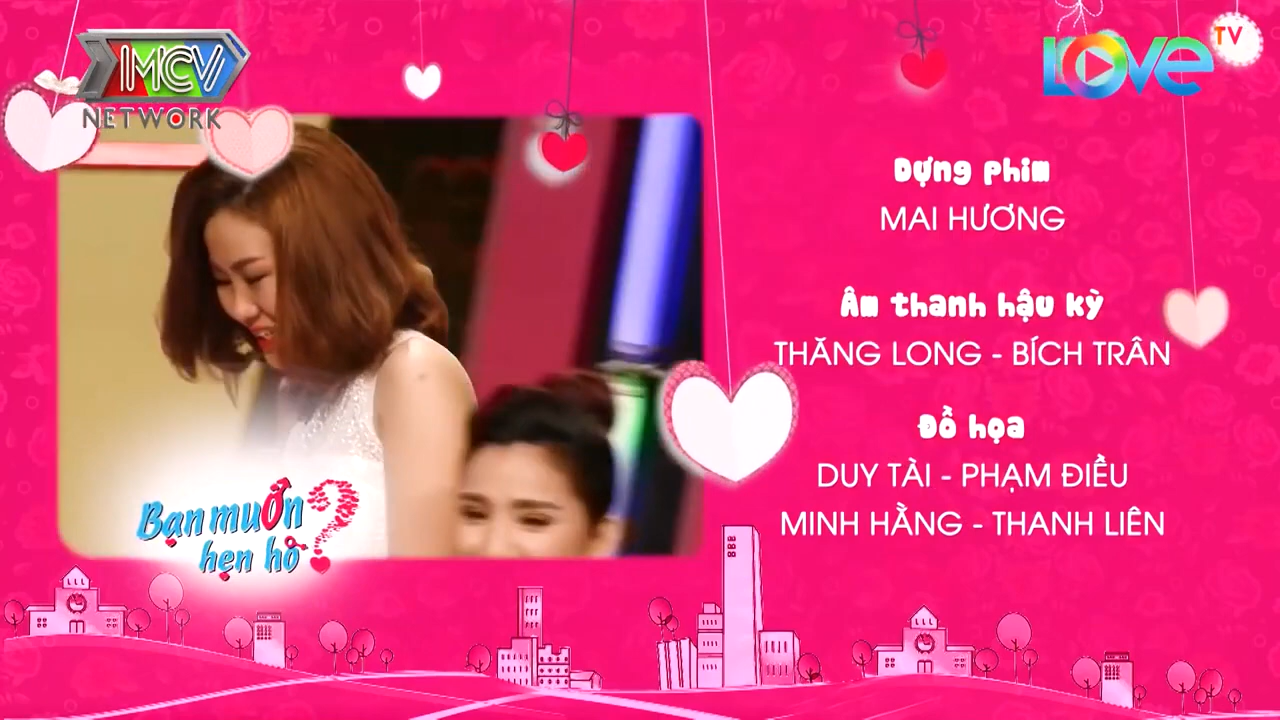 MCV
NETWORK
LOVE TV
Dựng phim
MAI HƯƠNG
Âm thanh hậu kỳ
THĂNG LONG - BÍCH TRÂN
Đồ họa
DUY TÀI - PHẠM ĐIỀU
MINH HẰNG - THANH LIÊN
Bạn muốn
hẹn hò?